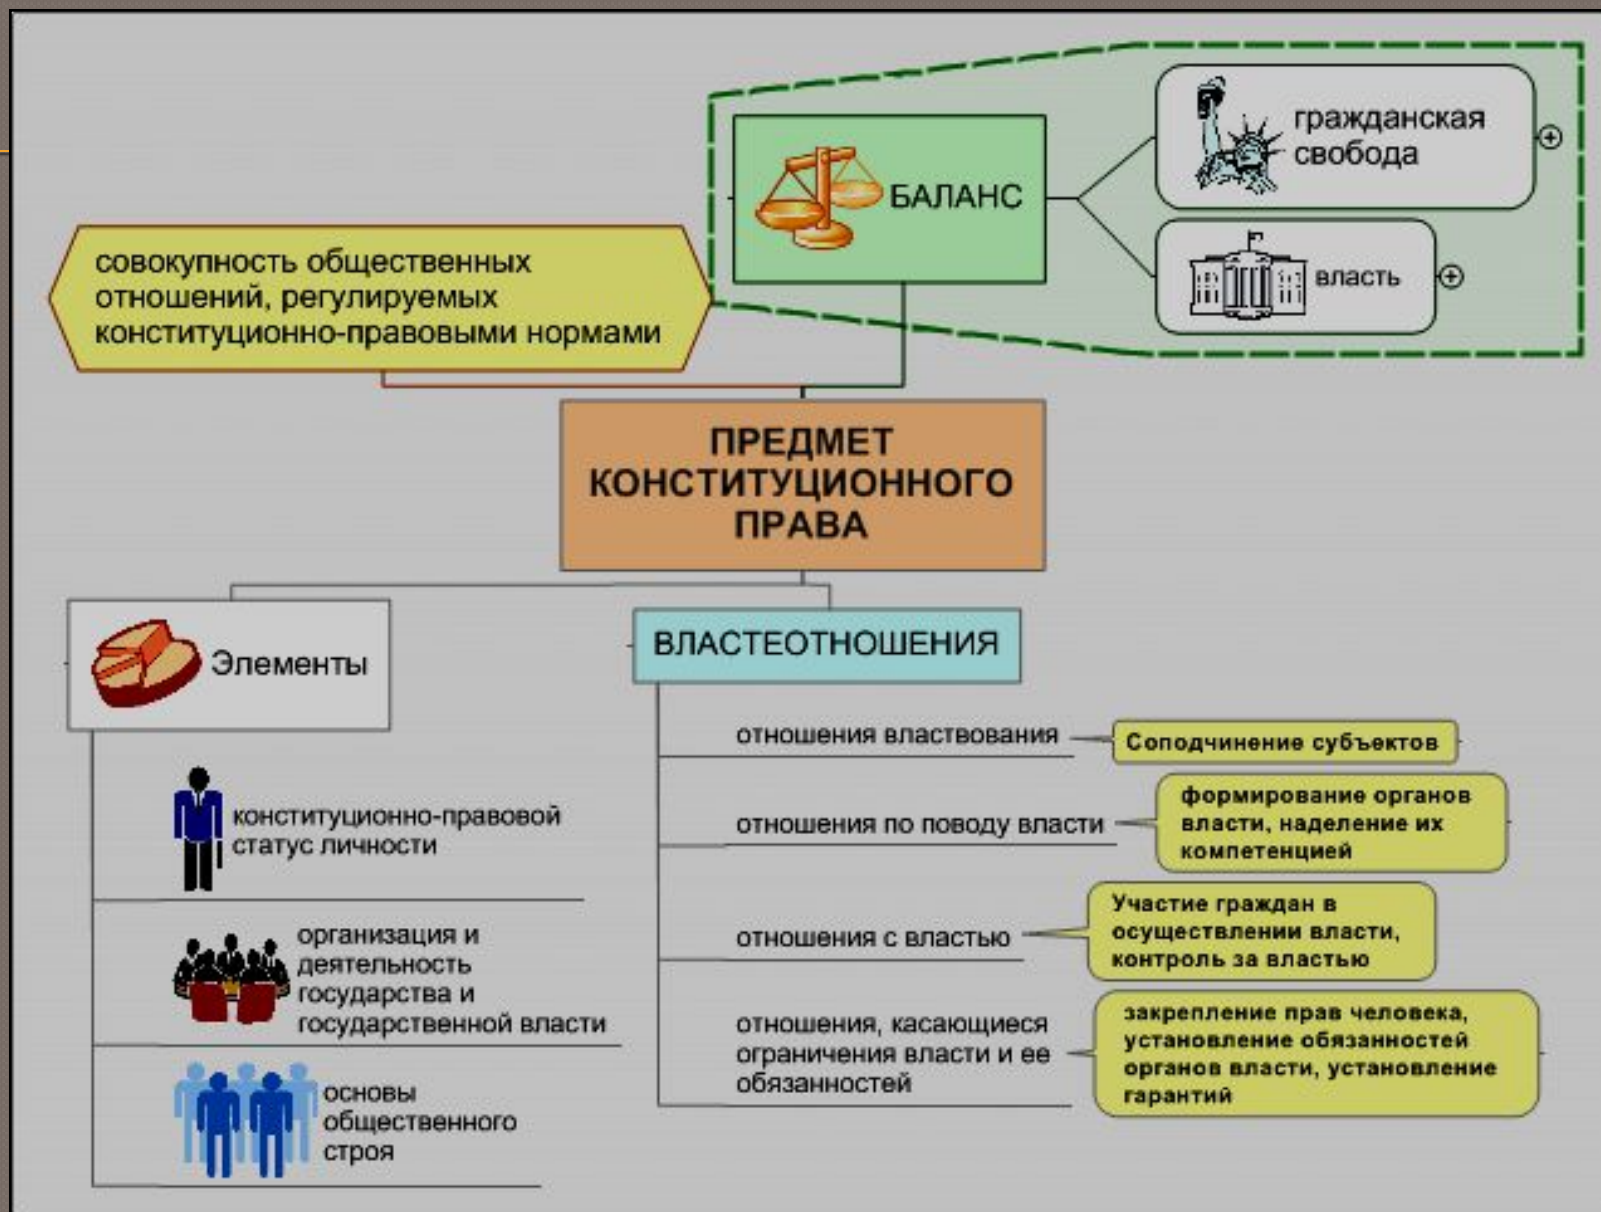 гражданская
свобода
БАЛАНС
власть
совокупность общественных
отношений, регулируемых
конституционно-правовыми нормами
ПРЕДМЕТ
КОНСТИТУЦИОННОГО
ПРАВА
Элементы
конституционно-правовой
статус личности
организация и
деятельность
государства и
государственной власти
основы
общественного
строя
ВЛАСТЕОТНОШЕНИЯ
отношения властвования
Соподчинение субъектов
отношения по поводу власти
формирование органов
власти, наделение их
компетенцией
отношения с властью
Участие граждан в
осуществлении власти,
контроль за властью
отношения, касающиеся
ограничения власти и ее
обязанностей
закрепление прав человека,
установление обязанностей
органов власти, установление
гарантий